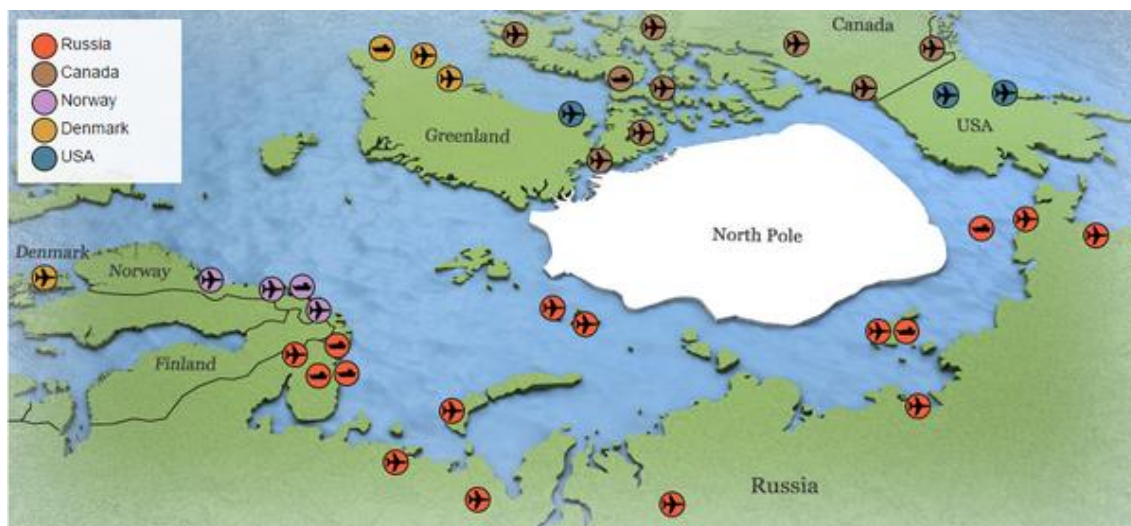 Russia
Canada
Norway
Denmark
USA
Canada
Greenland
USA
North Pole
Denmark
Norway
Finland
Russia